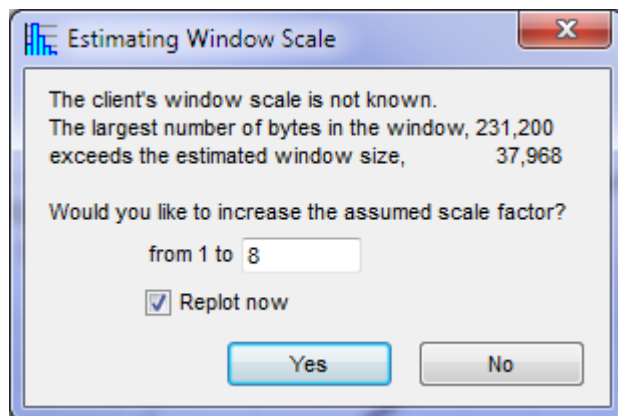 Estimating Window Scale
The client's window scale is not known.
The largest number of bytes in the window, 231,200
exceeds the estimated window size, 37,968
Would you like to increase the assumed scale factor?
from 1 to 8
Replot now
Yes No